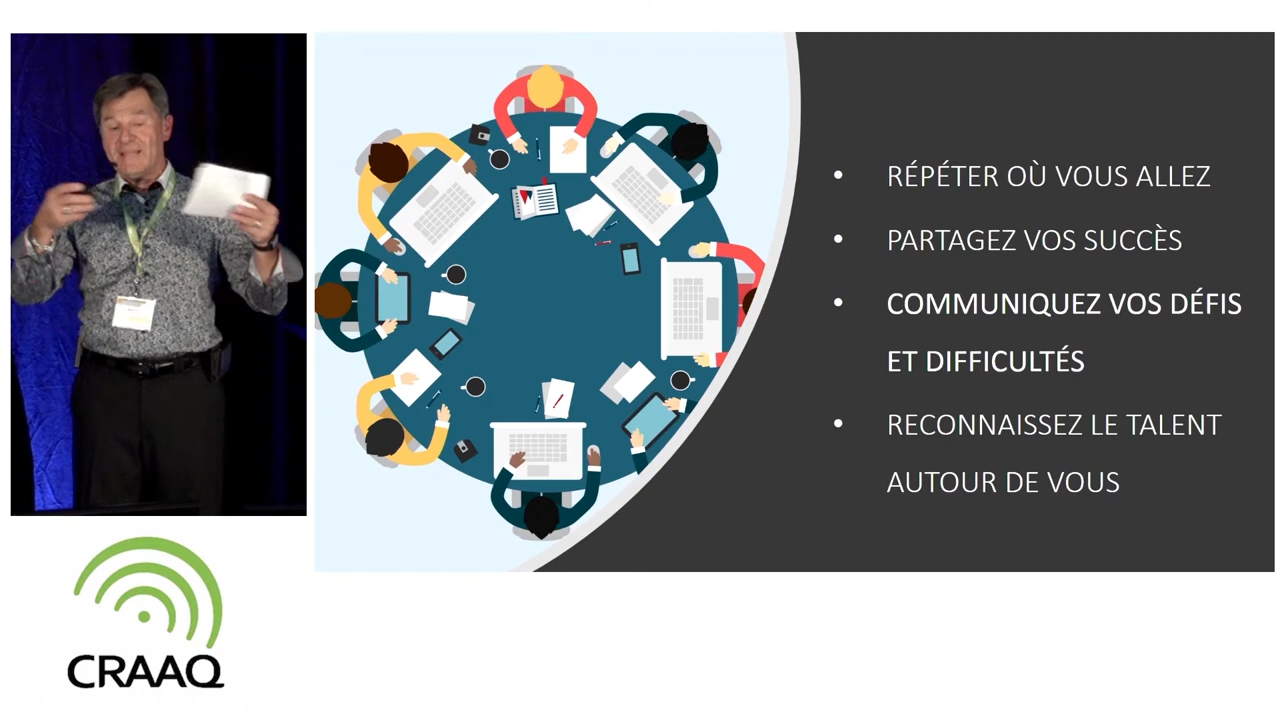 • RÉPÉTER OÙ VOUS ALLEZ
• PARTAGEZ VOS SUCCÈS
• COMMUNIQUEZ VOS DÉFIS
ET DIFFICULTÉS
• RECONNAISSEZ LE TALENT
AUTOUR DE VOUS
CRAAQ